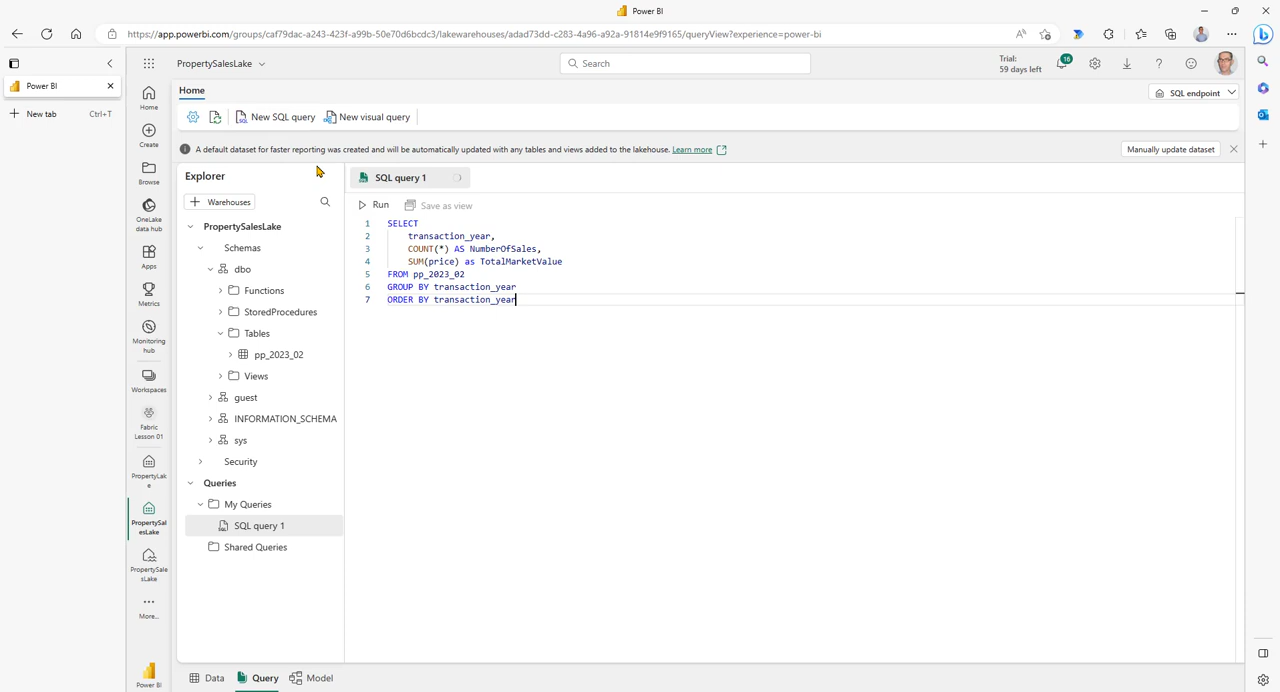 Power BI
https://app.powerbi.com/groups/caf79dac-a243-423f-a99b-50e70d6bcdc3/lakewarehouses/adad73dd-c283-4a96-a92a-91814e9f9165/queryView?experience=power-bi
Power BI
New tab Ctrl+T
PropertySalesLake
Search
Trial:
59 days left
16
Home
SQL endpoint
New SQL query
New visual query
A default dataset for faster reporting was created and will be automatically updated with any tables and views added to the lakehouse. Learn more
Manually update dataset
Home
Create
Browse
OneLake
data hub
Apps
Metrics
Monitoring
hub
Workspaces
Fabric
Lesson 01
PropertyLak
e
PropertySal
esLake
PropertySale
sLake
More...
Power BI
Explorer
Warehouses
PropertySalesLake
Schemas
dbo
Functions
StoredProcedures
Tables
pp_2023_02
Views
guest
INFORMATION_SCHEMA
sys
Security
Queries
My Queries
SQL query 1
Shared Queries
SQL query 1
Run
Save as view
1 SELECT
2 transaction_year,
3 COUNT(*) AS NumberOfSales,
4 SUM(price) as TotalMarketValue
5 FROM pp_2023_02
6 GROUP BY transaction_year
7 ORDER BY transaction_year
Data
Query
Model